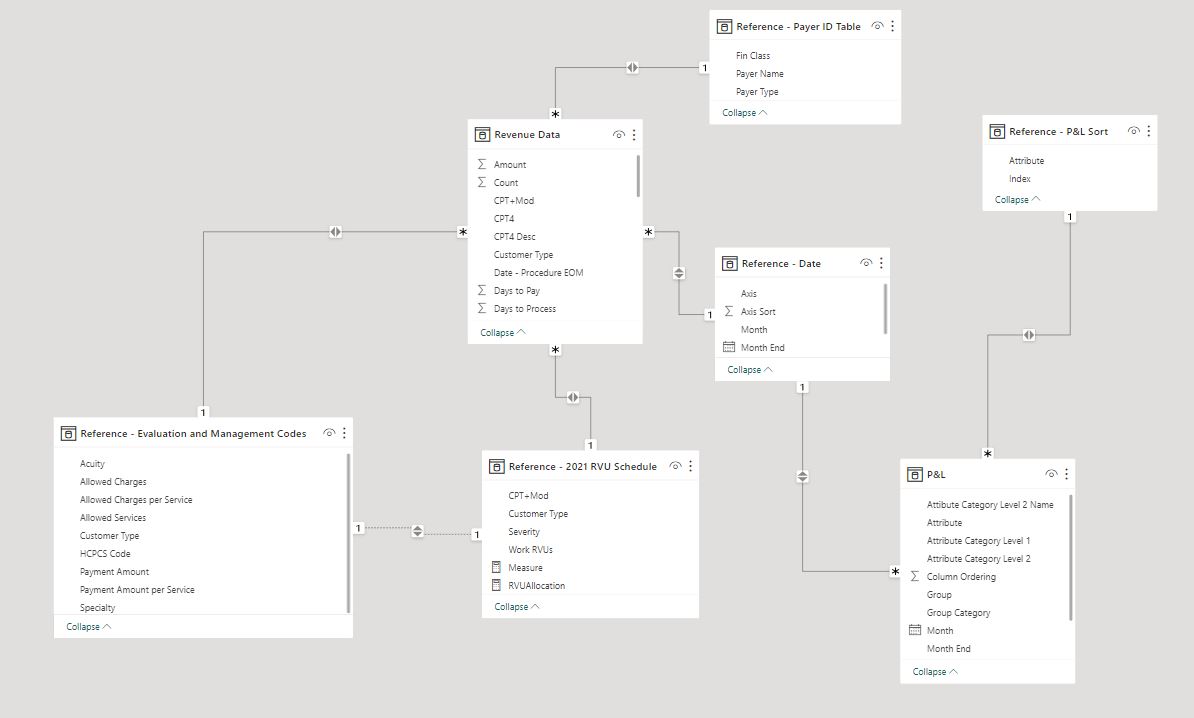 Reference - Payer ID Table
Fin Class
Payer Name
Payer Type
Collapse
1
*
Revenue Data
Amount
Count
CPT+Mod
CPT4
CPT4 Desc
Customer Type
Date - Procedure EOM
Days to Pay
Days to Process
Collapse
*
*
*
Reference - P&L Sort
Attribute
Index
Collapse
1
Reference - Date
Axis
Axis Sort
Month
Month End
Collapse
1
1
1
Reference - Evaluation and Management Codes
Acuity
Allowed Charges
Allowed Charges per Service
Allowed Services
Customer Type
HCPCS Code
Payment Amount
Payment Amount per Service
Specialty
Collapse
1
1
1
Reference - 2021 RVU Schedule
CPT+Mod
Customer Type
Severity
Work RVUs
Measure
RVUAllocation
Collapse
*
*
P&L
Attibute Category Level 2 Name
Attribute
Attribute Category Level 1
Attribute Category Level 2
Column Ordering
Group
Group Category
Month
Month End
Collapse